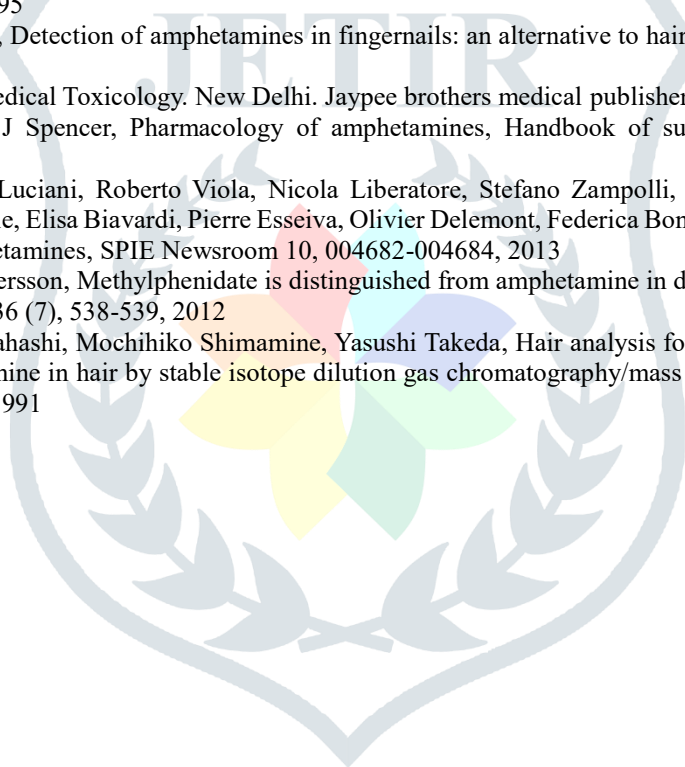 95
JETIR
, Detection of amphetamines in fingernails: an alternative to hair
edical Toxicology. New Delhi. Jaypee brothers medical publisher
J Spencer, Pharmacology of amphetamines, Handbook of su
Luciani, Roberto Viola, Nicola Liberatore, Stefano Zampolli,
ie, Elisa Biavardi, Pierre Esseiva, Olivier Delemont, Federica Bon
etamines, SPIE Newsroom 10, 004682-004684, 2013
ersson, Methylphenidate is distinguished from amphetamine in d
36 (7), 538-539, 2012
ahashi, Mochihiko Shimamine, Yasushi Takeda, Hair analysis fo
nine in hair by stable isotope dilution gas chromatography/mass
991